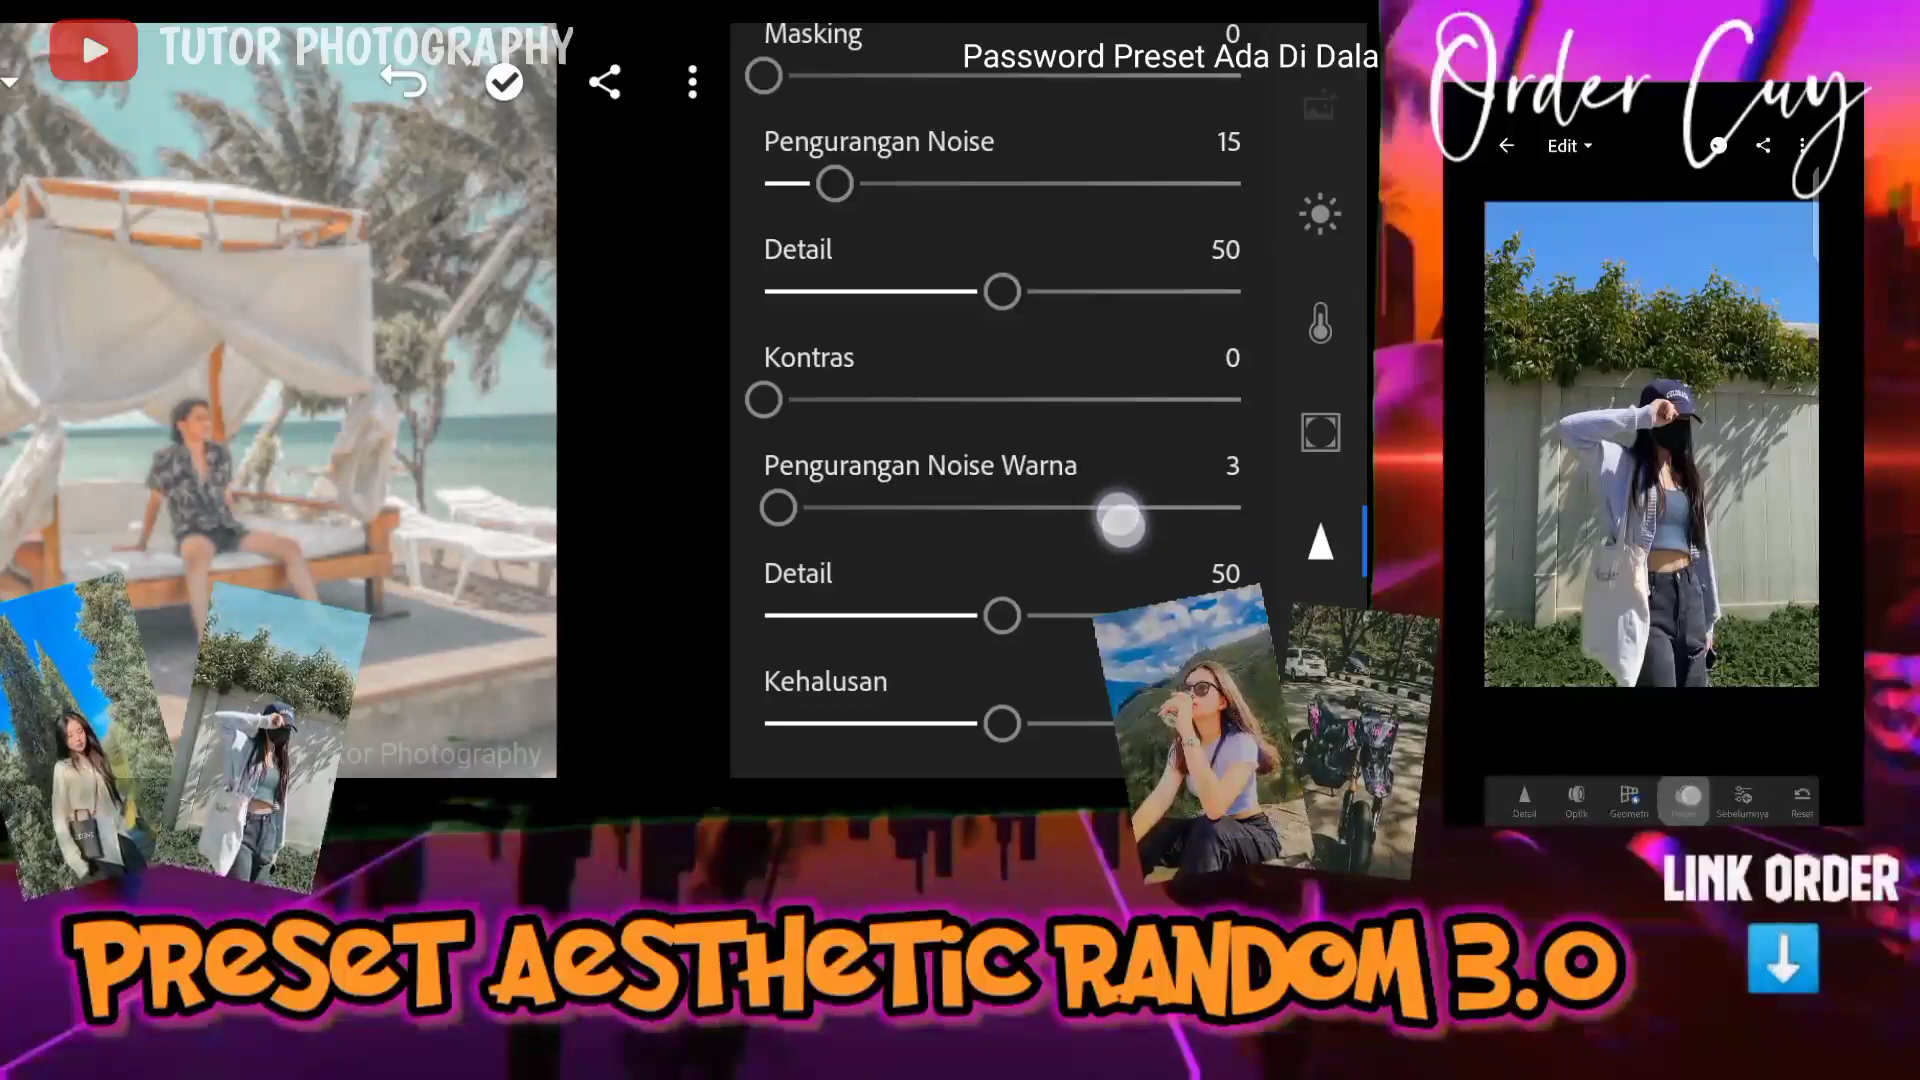 TUTOR PHOTOGRAPHY
Password Preset Ada Di Dala
Masking 0
Pengurangan Noise 15
Detail 50
Kontras 0
Pengurangan Noise Warna 3
Detail 50
Kehalusan
tor Photography
Order Cuy
Edit
Detail Optik Geometri Sebelumnya Reset
LINK ORDER
PRESET AESTHETIC RANDOM 3.0